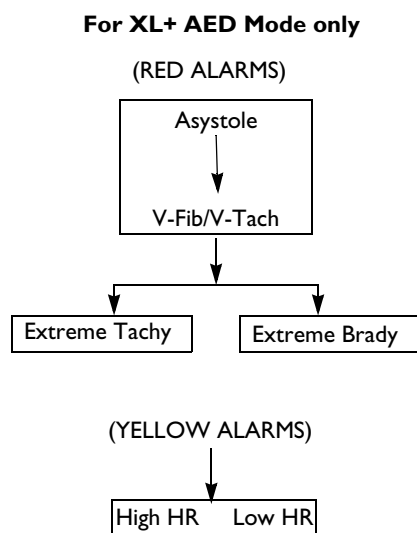 For XL+ AED Mode only
(RED ALARMS)
Asystole
V-Fib/V-Tach
Extreme Tachy Extreme Brady
(YELLOW ALARMS)
High HR Low HR